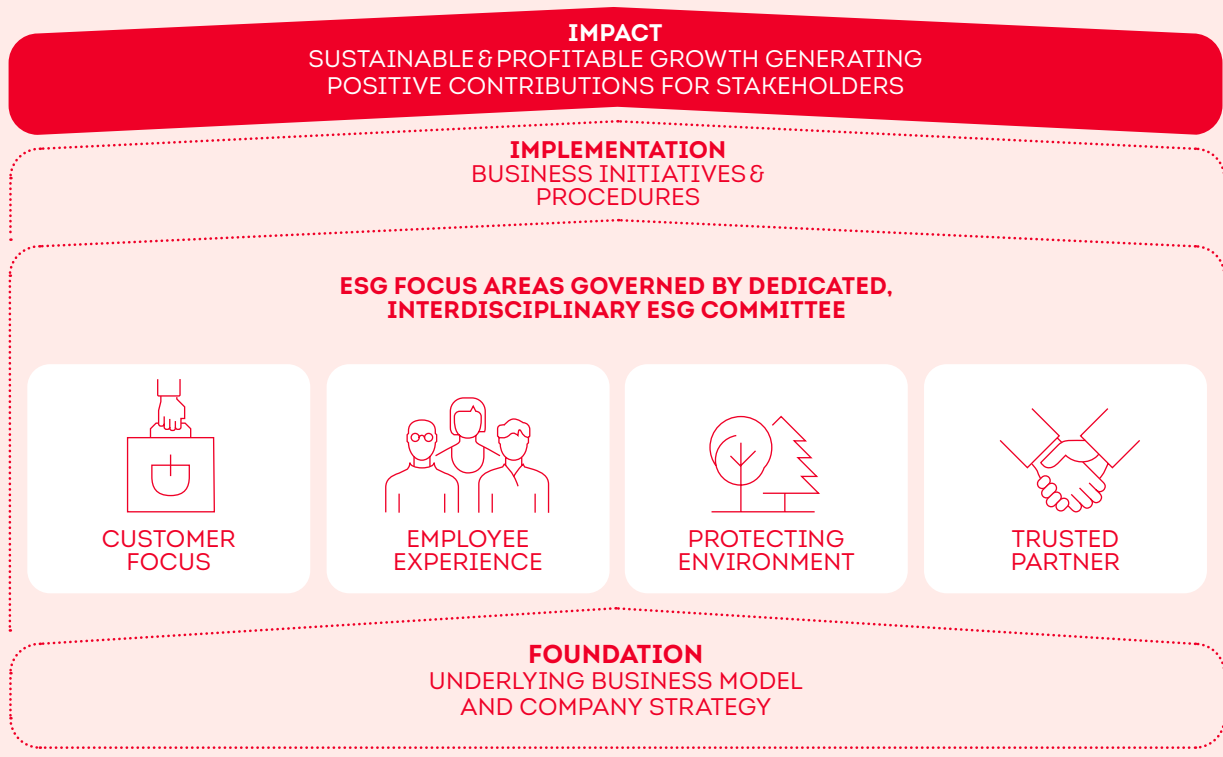 IMPACT
SUSTAINABLE & PROFITABLE GROWTH GENERATING
POSITIVE CONTRIBUTIONS FOR STAKEHOLDERS
IMPLEMENTATION
BUSINESS INITIATIVES &
PROCEDURES
ESG FOCUS AREAS GOVERNED BY DEDICATED,
INTERDISCIPLINARY ESG COMMITTEE
CUSTOMER
FOCUS
EMPLOYEE
EXPERIENCE
PROTECTING
ENVIRONMENT
TRUSTED
PARTNER
FOUNDATION
UNDERLYING BUSINESS MODEL
AND COMPANY STRATEGY